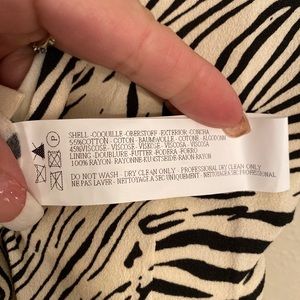 SHELL-COQUILLE-OBERSTOFF-EXTERIOR-CONCHA
55%COTTON-COTON-BAUMWOLLE-COTONE-ALGODON
45%VISCOSE-VISCOSE-VISKOSE-VISCOSA-VISCOSA
LINING-DOUBLURE-FUTTER-FODERA-FORRO
100%RAYON-RAYONNE-KUNSTSEIDE-RAION-RAYON
DO NOT WASH - DRY CLEAN ONLY - PROFESSIONAL DRY CLEAN ONLY
NE PAS LAVER - NETTOYAGE A SEC UNIQUEMENT - NETTOYAGE A SEC PROFESSIONNEL